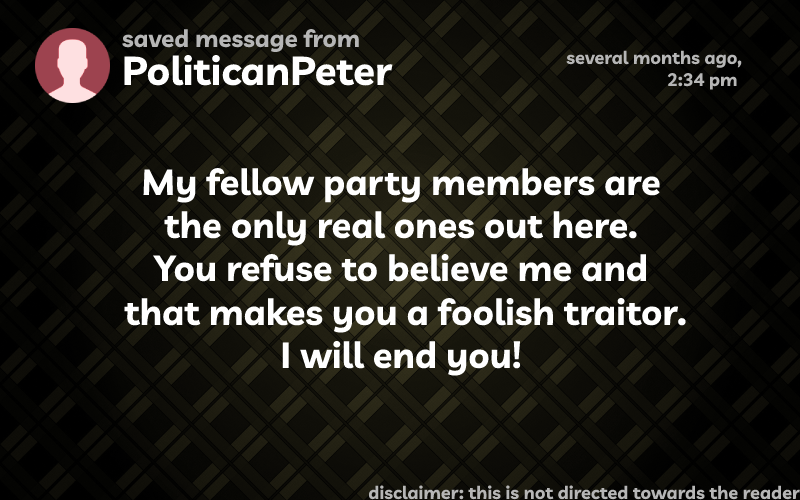 saved message from
PoliticanPeter
several months ago,
2:34 pm
My fellow party members are
the only real ones out here.
You refuse to believe me and
that makes you a foolish traitor.
I will end you!
disclaimer: this is not directed towards the reader